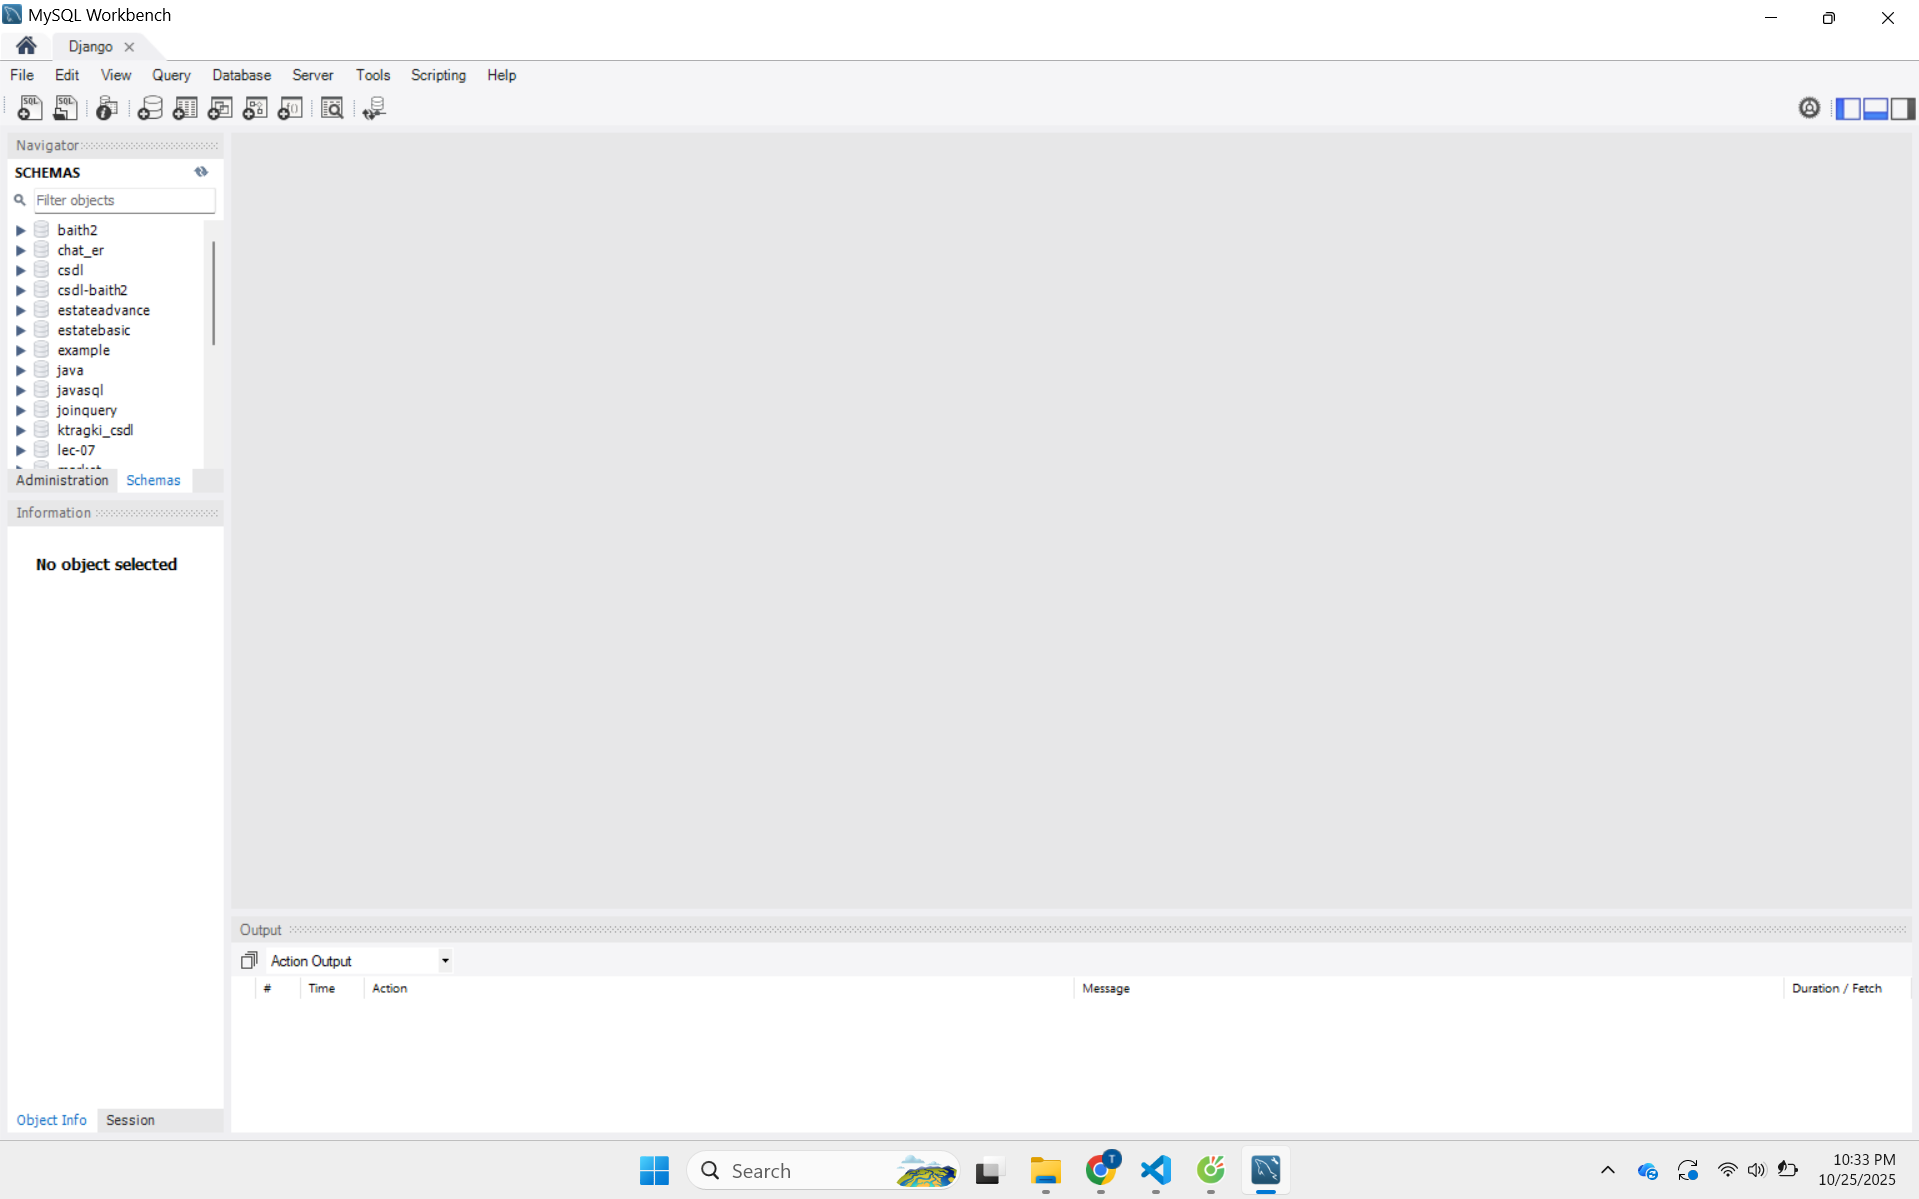 MySQL Workbench
Django
File Edit View Query Database Server Tools Scripting Help
Navigator
SCHEMAS
Filter objects
baith2
chat_er
csdl
csdl-baith2
estateadvance
estatebasic
example
java
javasql
joinquery
ktragki_csdl
lec-07
market
Administration Schemas
Information
No object selected
Object Info Session
Output
Action Output
# Time Action Message Duration / Fetch
Search
T
10:33 PM
10/25/2025